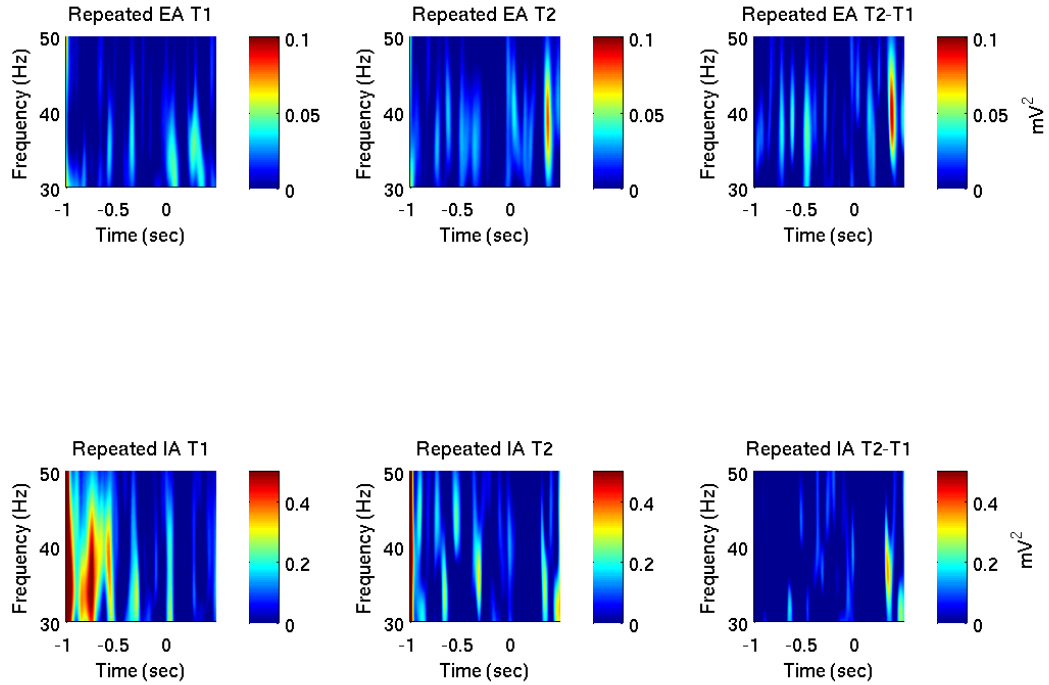 Repeated EA T1
Frequency (Hz)
50
40
30
-1
-0.5
0
Time (sec)
0.1
0.05
0
Repeated EA T2
50
40
30
-1
-0.5
0
Time (sec)
0.1
0.05
0
Repeated EA T2-T1
Frequency (Hz)
50
40
30
-1
-0.5
0
Time (sec)
0.1
0.05
0
mV²
Repeated IA T1
Frequency (Hz)
50
40
30
-1
-0.5
0
Time (sec)
0.4
0.2
0
Repeated IA T2
Frequency (Hz)
50
40
30
-1
-0.5
0
Time (sec)
0.4
0.2
0
Repeated IA T2-T1
Frequency (Hz)
50
40
30
-1
-0.5
0
Time (sec)
0.4
0.2
0
mV²